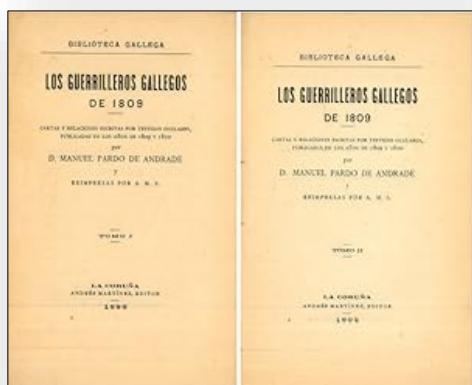 BIBLIOTECA GALLEGA
LOS GUERRILLEROS GALLEGOS
DE 1809
CARTAS Y RELACIONES ESCRITAS POR TESTIGOS OCULARES,
PUBLICADAS EN LOS AÑOS DE 1809 Y 1810
por
D. MANUEL PARDO DE ANDRADE
y
REIMPRESAS POR A. M. S.
TOMO I
LA CORUÑA
ANDRÉS MARTÍNEZ, EDITOR
BIBLIOTECA GALLEGA
LOS GUERRILLEROS GALLEGOS
DE 1809
CARTAS Y RELACIONES ESCRITAS POR TESTIGOS OCULARES,
PUBLICADAS EN LOS AÑOS DE 1809 Y 1810
por
D. MANUEL PARDO DE ANDRADE
y
REIMPRESAS POR A. M. S.
TOMO II
LA CORUÑA
ANDRÉS MARTÍNEZ, EDITOR